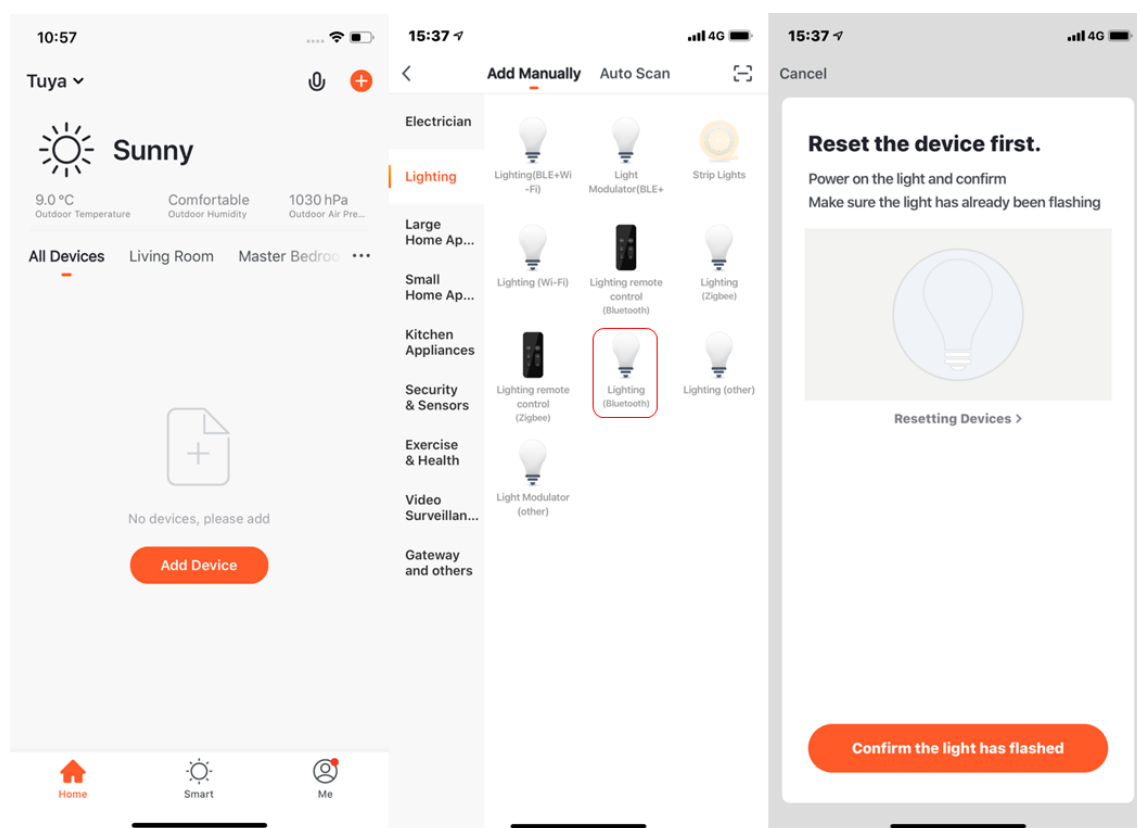 10:57
Tuya
Sunny
9.0 °C
Outdoor Temperature
Comfortable
Outdoor Humidity
1030 hPa
Outdoor Air Pre...
All Devices
Living Room
Master Bedroo
No devices, please add
Add Device
Home
Smart
Me
15:37
4G
Add Manually
Auto Scan
Electrician
Lighting
Large
Home Ap...
Small
Home Ap...
Kitchen
Appliances
Security
& Sensors
Exercise
& Health
Video
Surveillan...
Gateway
and others
Lighting(BLE+Wi
-Fi)
Light
Modulator(BLE+
Strip Lights
Lighting (Wi-Fi)
Lighting remote
control
(Bluetooth)
Lighting
(Zigbee)
Lighting remote
control
(Zigbee)
Lighting
(Bluetooth)
Lighting (other)
Light Modulator
(other)
15:37
4G
Cancel
Reset the device first.
Power on the light and confirm
Make sure the light has already been flashing
Resetting Devices >
Confirm the light has flashed